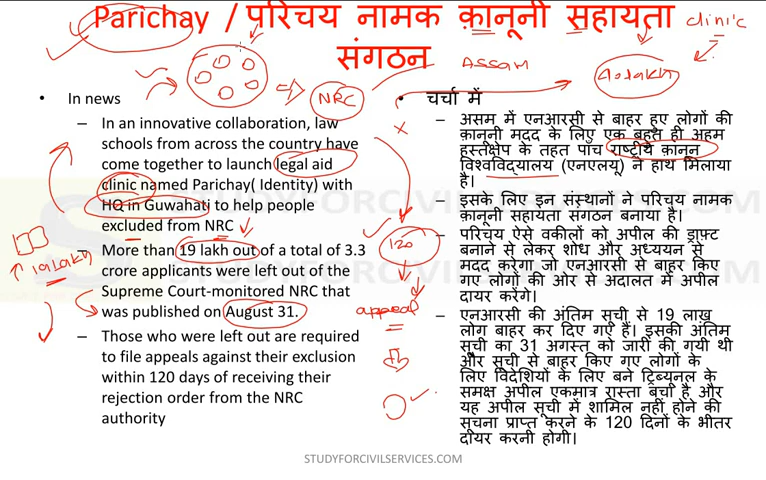 Parichay / परिचय नामक क़ानूनी सहायता
संगठन
clinic
ASSAM
40 lakh
NRC
• In news
– In an innovative collaboration, law
schools from across the country have
come together to launch legal aid
clinic named Parichay( Identity) with
HQ in Guwahati to help people
excluded from NRC
– More than 19 lakh out of a total of 3.3
crore applicants were left out of the
Supreme Court-monitored NRC that
was published on August 31.
– Those who were left out are required
to file appeals against their exclusion
within 120 days of receiving their
rejection order from the NRC
authority
19 lakh
120
appeal
• चर्चा में
– असम में एनआरसी से बाहर हुए लोगों की
क़ानूनी मदद के लिए एक बहुत ही अहम
हस्तक्षेप के तहत पांच राष्ट्रीय क़ानून
विश्वविद्यालय (एनएलयू) ने हाथ मिलाया
है।
– इसके लिए इन संस्थानों ने परिचय नामक
क़ानूनी सहायता संगठन बनाया है।
– परिचय ऐसे वकीलों को अपील की ड्राफ़्ट
बनाने से लेकर शोध और अध्ययन से
मदद करेगा जो एनआरसी से बाहर किए
गए लोगों की ओर से अदालत में अपील
दायर करेंगे।
– एनआरसी की अंतिम सूची से 19 लाख
लोग बाहर कर दिए गए हैं। इसकी अंतिम
सूची का 31 अगस्त को जारी की गयी थी
और सूची से बाहर किए गए लोगों के
लिए विदेशियों के लिए बने ट्रिब्यूनल के
समक्ष अपील एकमात्र रास्ता बचा है और
यह अपील सूची में शामिल नहीं होने की
सूचना प्राप्त करने के 120 दिनों के भीतर
दायर करनी होगी।
STUDYFORCIVILSERVICES.COM